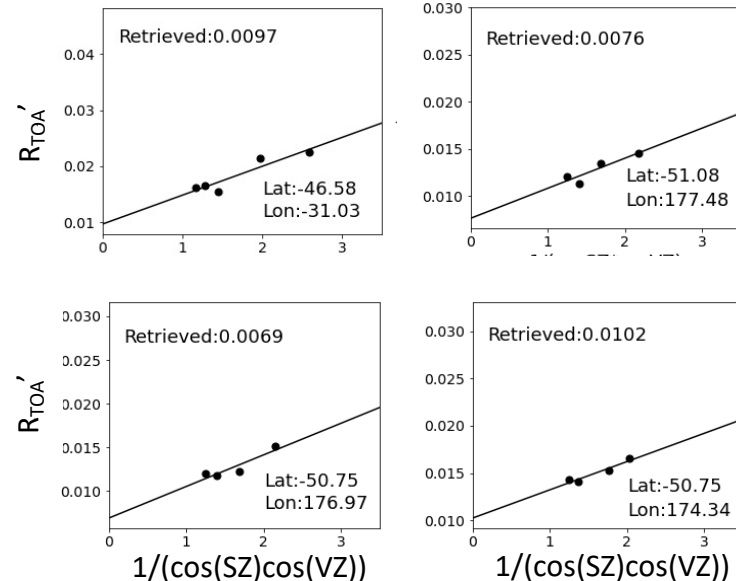 Retrieved:0.0097
0.04
0.03
0.02
0.01
R_TOA′
Lat:-46.58
Lon:-31.03
0 1 2 3
0.030
Retrieved:0.0076
0.025
0.020
0.015
0.010
Lat:-51.08
Lon:177.48
0 1 2 3
0.030
Retrieved:0.0069
0.025
0.020
0.015
0.010
R_TOA′
Lat:-50.75
Lon:176.97
0 1 2 3
1/(cos(SZ)cos(VZ))
0.030
Retrieved:0.0102
0.025
0.020
0.015
0.010
Lat:-50.75
Lon:174.34
0 1 2 3
1/(cos(SZ)cos(VZ))